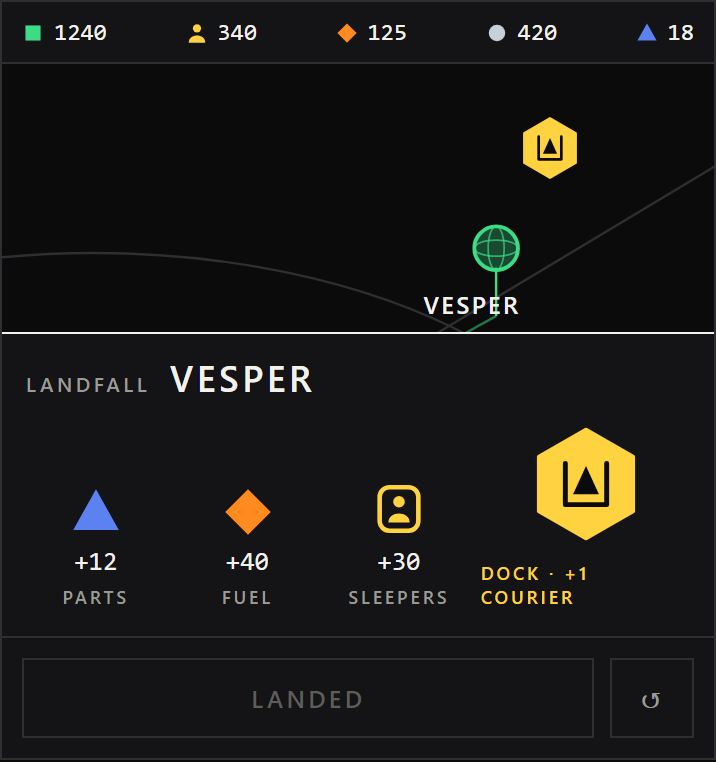 1240 340 125 420 18
VESPER
LANDFALL VESPER
+12 +40 +30
PARTS FUEL SLEEPERS
DOCK · +1
COURIER
LANDED ↺